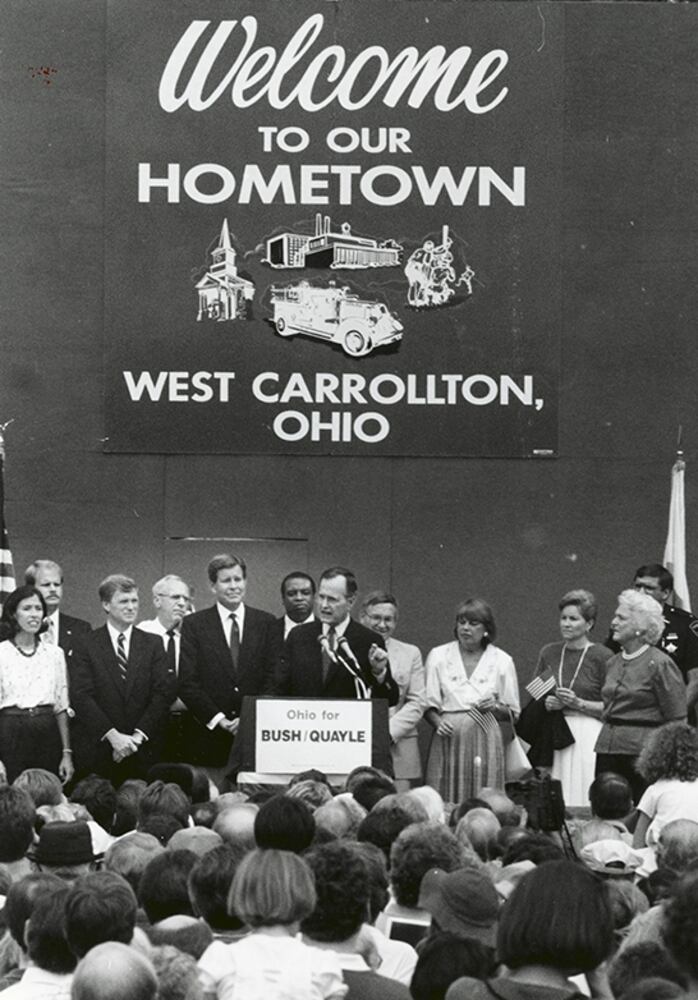 Welcome
TO OUR
HOMETOWN
WEST CARROLLTON,
OHIO
Ohio for
BUSH/QUAYLE